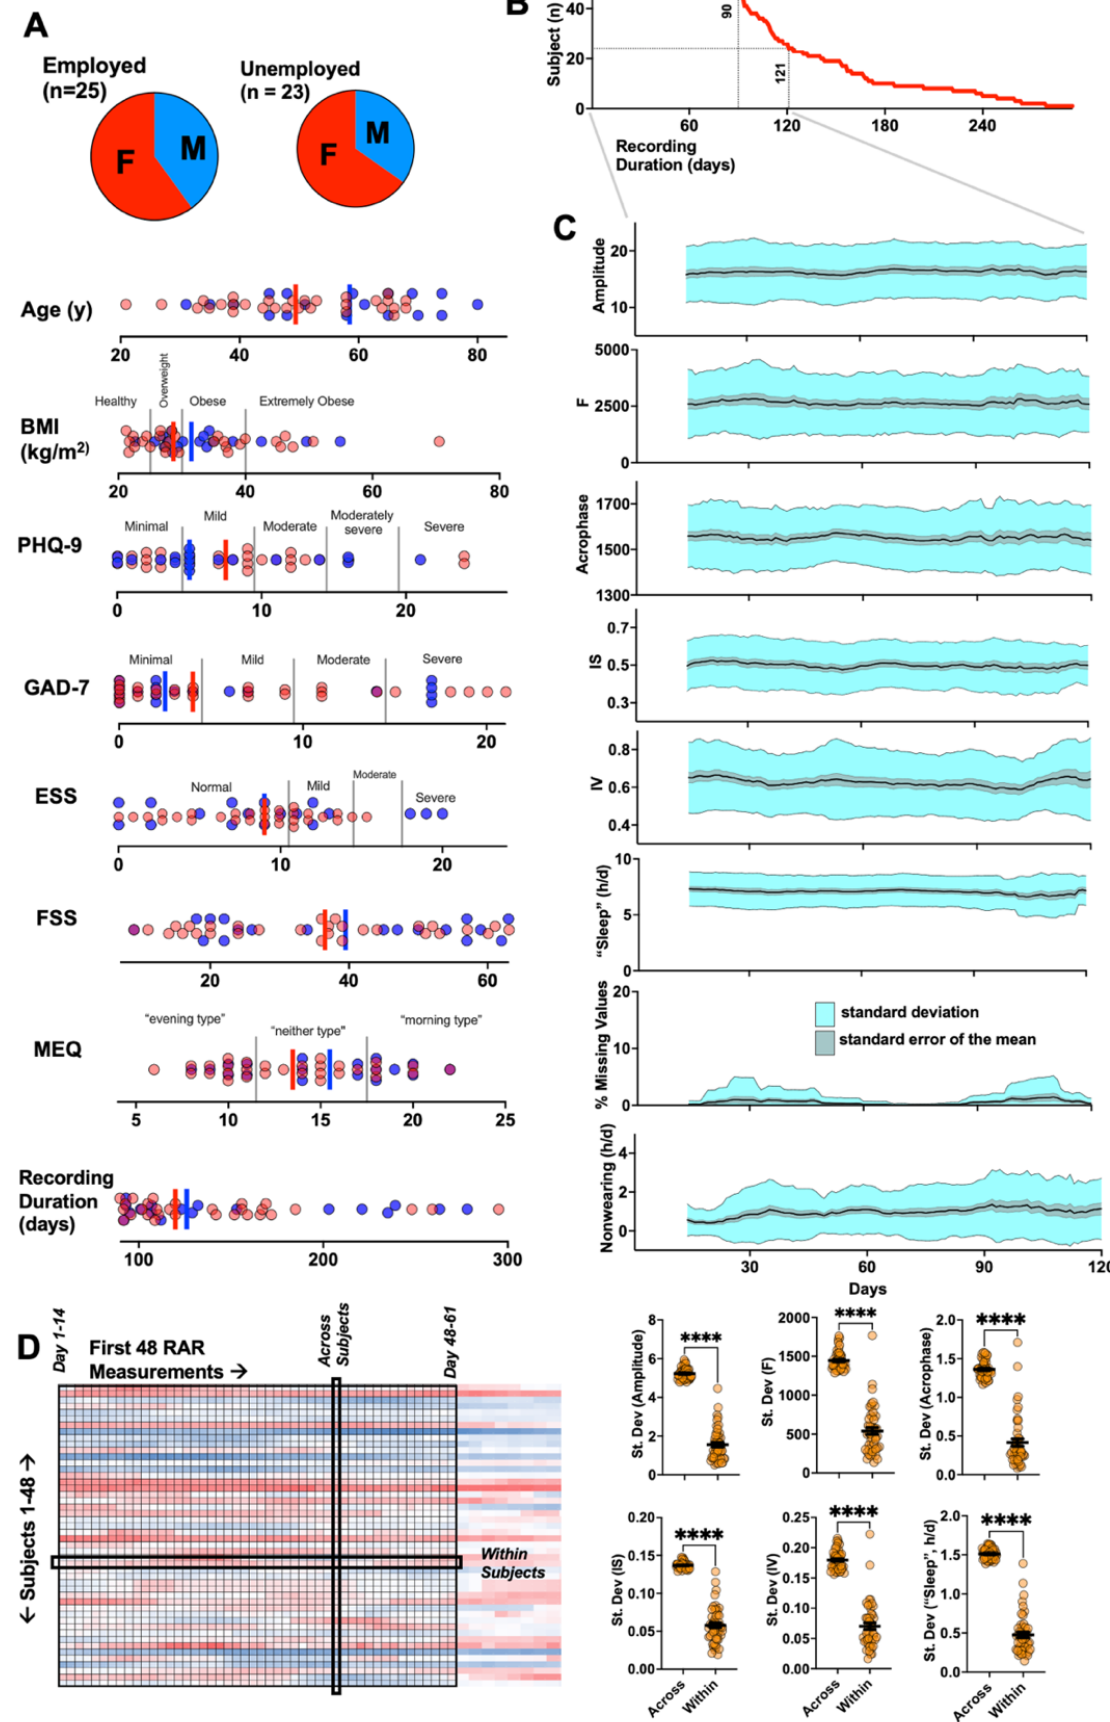 A
Employed
(n=25)
F
M
Unemployed
(n = 23)
F
M
Age (y)
20 40 60 80
Healthy Overweight Obese Extremely Obese
BMI
(kg/m²)
20 40 60 80
PHQ-9
Minimal Mild Moderate Moderately
severe Severe
0 10 20
GAD-7
Minimal Mild Moderate Severe
0 10 20
ESS
Normal Mild Moderate Severe
0 10 20
FSS
20 40 60
MEQ
“evening type” “neither type” “morning type”
5 10 15 20 25
Recording
Duration
(days)
100 200 300
B
Subject (n)
40
20
0
90
121
60 120 180 240
Recording
Duration (days)
C
Amplitude
20
10
F
5000
2500
0
Acrophase
1700
1500
1300
IS
0.7
0.5
0.3
IV
0.8
0.6
0.4
“Sleep” (h/d)
10
5
0
% Missing Values
20
10
0
standard deviation
standard error of the mean
Nonwearing (h/d)
4
2
0
30 60 90 120
Days
D
Day 1-14
First 48 RAR
Measurements →
Across
Subjects
Day 48-61
← Subjects 1-48 →
Within
Subjects
St. Dev (Amplitude)
8
6
4
2
0
****
St. Dev (F)
2000
1500
1000
500
0
****
St. Dev (Acrophase)
2.0
1.5
1.0
0.5
0.0
****
St. Dev (IS)
0.20
0.15
0.10
0.05
0.00
****
Across Within
St. Dev (IV)
0.25
0.20
0.15
0.10
0.05
0.00
****
Across Within
St. Dev (“Sleep”, h/d)
2.0
1.5
1.0
0.5
0.0
****
Across Within